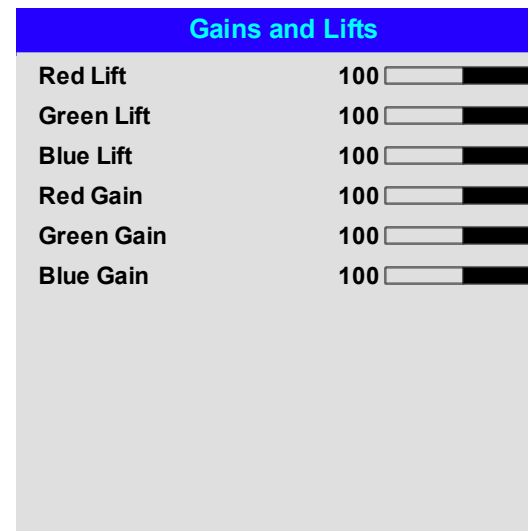 Gains and Lifts
Red Lift 100
Green Lift 100
Blue Lift 100
Red Gain 100
Green Gain 100
Blue Gain 100